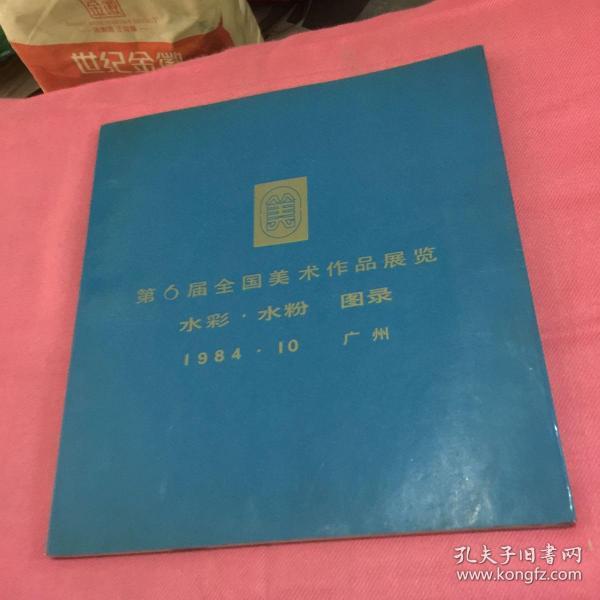 世纪金徽
美
第6届全国美术作品展览
水彩·水粉 图录
1984·10 广州
孔夫子旧书网
www.kongfz.com